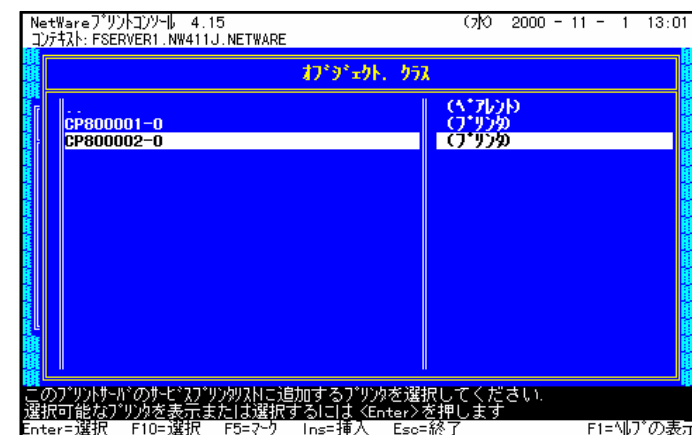 NetWareﾌﾟﾘﾝﾄｺﾝｿｰﾙ 4.15 (水) 2000 - 11 - 1 13:01
ｺﾝﾃｷｽﾄ: FSERVER1.NW411J.NETWARE
ｵﾌﾞｼﾞｪｸﾄ. ｸﾗｽ
.. (ﾍﾟｱﾚﾝﾄ)
CP800001-0 (ﾌﾟﾘﾝﾀ)
CP800002-0 (ﾌﾟﾘﾝﾀ)
このﾌﾟﾘﾝﾄｻｰﾊﾞのｻｰﾋﾞｽﾌﾟﾘﾝﾀﾘｽﾄに追加するﾌﾟﾘﾝﾀを選択してください.
選択可能なﾌﾟﾘﾝﾀを表示または選択するには <Enter>を押します
Enter=選択 F10=選択 F5=ﾏｰｸ Ins=挿入 Esc=終了 F1=ﾍﾙﾌﾟの表示